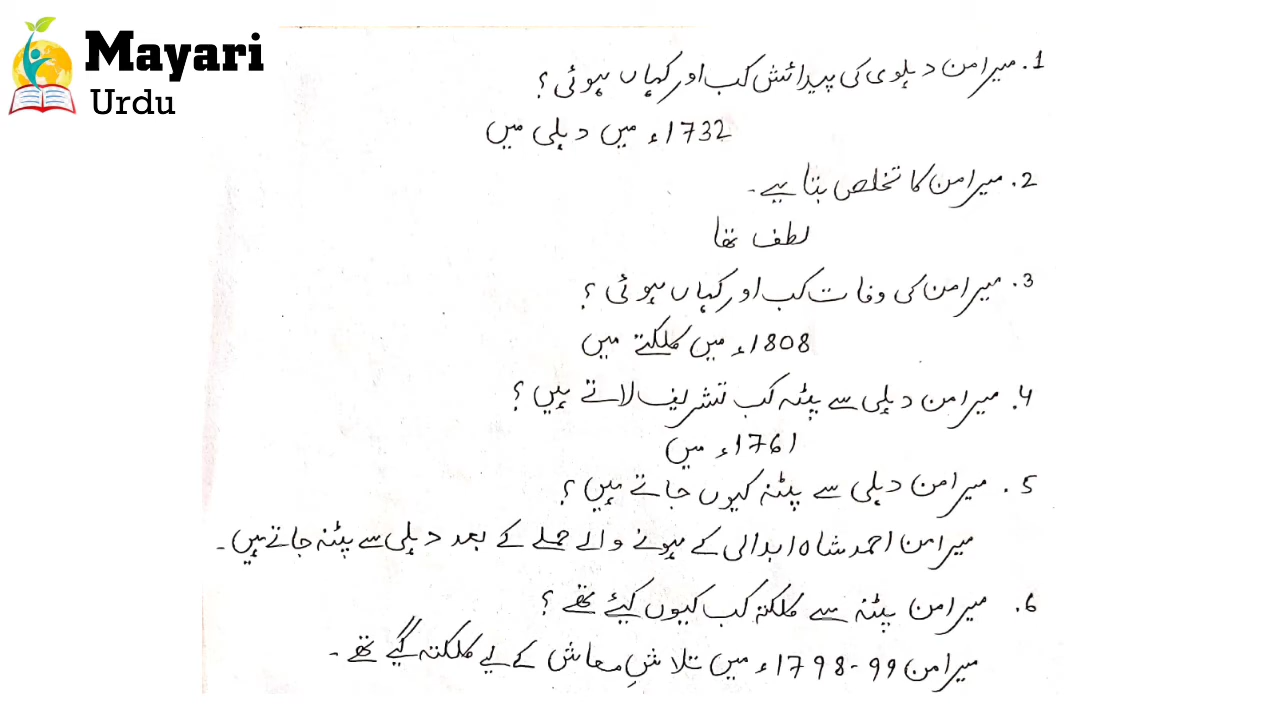 Mayari
Urdu
1. میر امن دہلوی کی پیدائش کب اور کہاں ہوئی ؟
1732ء میں دہلی میں
2. میر امن کا تخلص بتایے۔
لطف تھا
3. میر امن کی وفات کب اور کہاں ہوئی ؟
1808ء میں کلکتے میں
4. میر امن دہلی سے پٹنہ کب تشریف لاتے ہیں ؟
1761ء میں
5. میر امن دہلی سے پٹنہ کیوں جاتے ہیں ؟
میر امن احمد شاہ ابدالی کے ہونے والے حملے کے بعد دہلی سے پٹنہ جاتے ہیں۔
6. میر امن پٹنہ سے کلکتہ کب کیوں گئے تھے ؟
میر امن 99-1798ء میں تلاشِ معاش کے لیے کلکتہ گیے تھے۔